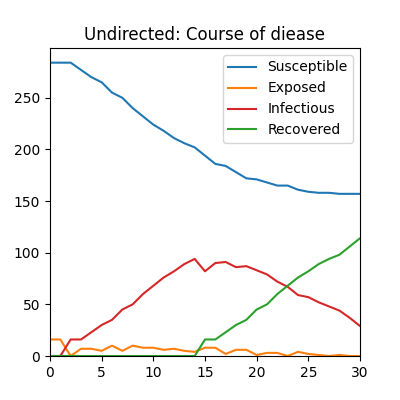 Undirected: Course of diease
Susceptible
Exposed
Infectious
Recovered
250
200
150
100
50
0
0 5 10 15 20 25 30